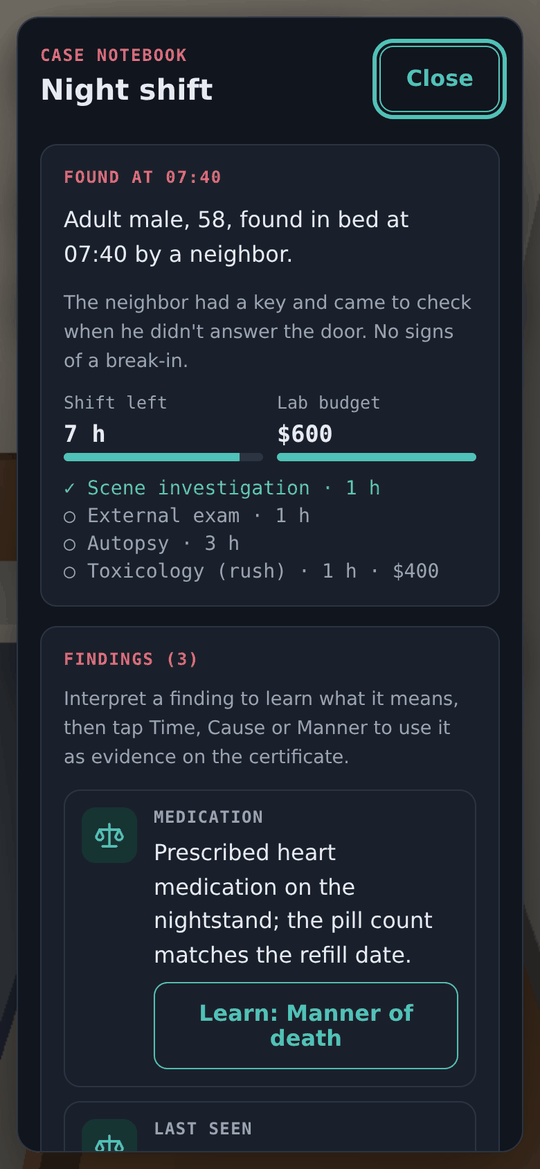 CASE NOTEBOOK
Night shift
Close
FOUND AT 07:40
Adult male, 58, found in bed at
07:40 by a neighbor.
The neighbor had a key and came to check
when he didn't answer the door. No signs
of a break-in.
Shift left
7 h
Lab budget
$600
✓ Scene investigation · 1 h
○ External exam · 1 h
○ Autopsy · 3 h
○ Toxicology (rush) · 1 h · $400
FINDINGS (3)
Interpret a finding to learn what it means,
then tap Time, Cause or Manner to use it
as evidence on the certificate.
MEDICATION
Prescribed heart
medication on the
nightstand; the pill count
matches the refill date.
Learn: Manner of
death
LAST SEEN